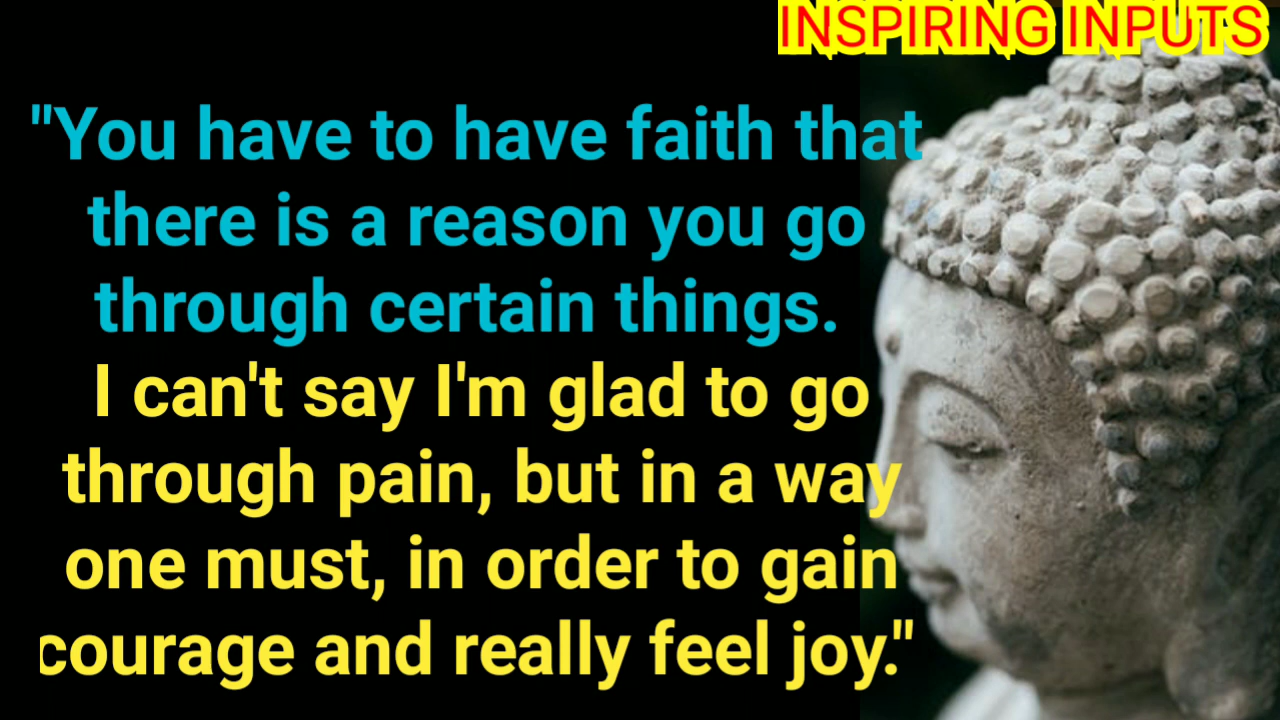 INSPIRING INPUTS
"You have to have faith that
there is a reason you go
through certain things.
I can't say I'm glad to go
through pain, but in a way
one must, in order to gain
courage and really feel joy."